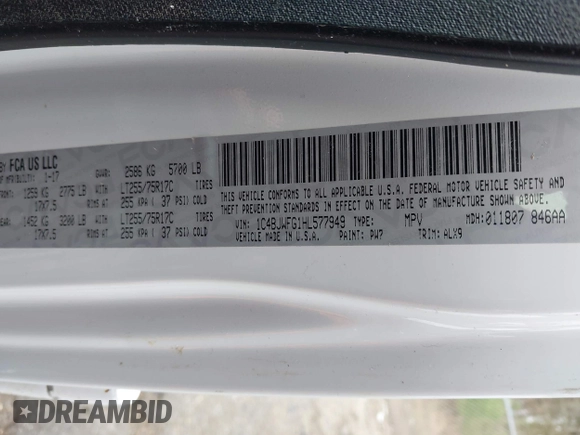 BY FCA US LLC
1-17
GAWR: 2586 KG 5700 LB
1259 KG 2775 LB WITH LT255/75R17C TIRES
17X7.5 RIMS AT 255 KPA ( 37 PSI) COLD
1452 KG 3200 LB WITH LT255/75R17C TIRES
17X7.5 RIMS AT 255 KPA ( 37 PSI) COLD
THIS VEHICLE CONFORMS TO ALL APPLICABLE U.S.A. FEDERAL MOTOR VEHICLE SAFETY AND
THEFT PREVENTION STANDARDS IN EFFECT ON THE DATE OF MANUFACTURE SHOWN ABOVE.
VIN: 1C4BJWFG1HL577949 TYPE: MPV MDH: 011807 846AA
VEHICLE MADE IN U.S.A. PAINT: PW7 TRIM: ALX9
DREAMBID